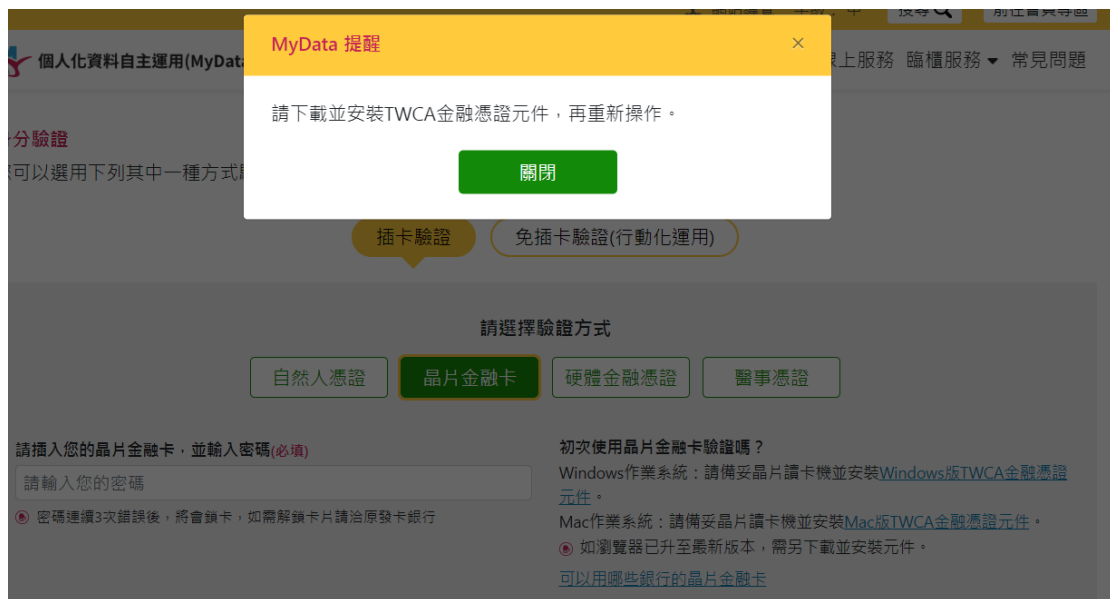 搜尋
前往會員專區
MyData 提醒
×
個人化資料自主運用(MyData
線上服務 臨櫃服務 常見問題
請下載並安裝TWCA金融憑證元件，再重新操作。
關閉
分驗證
可以選用下列其中一種方式
插卡驗證
免插卡驗證(行動化運用)
請選擇驗證方式
自然人憑證
晶片金融卡
硬體金融憑證
醫事憑證
請插入您的晶片金融卡，並輸入密碼(必填)
請輸入您的密碼
密碼連續3次錯誤後，將會鎖卡，如需解鎖卡片請洽原發卡銀行
初次使用晶片金融卡驗證嗎？
Windows作業系統：請備妥晶片讀卡機並安裝Windows版TWCA金融憑證
元件。
Mac作業系統：請備妥晶片讀卡機並安裝Mac版TWCA金融憑證元件。
如瀏覽器已升至最新版本，需另下載並安裝元件。
可以用哪些銀行的晶片金融卡